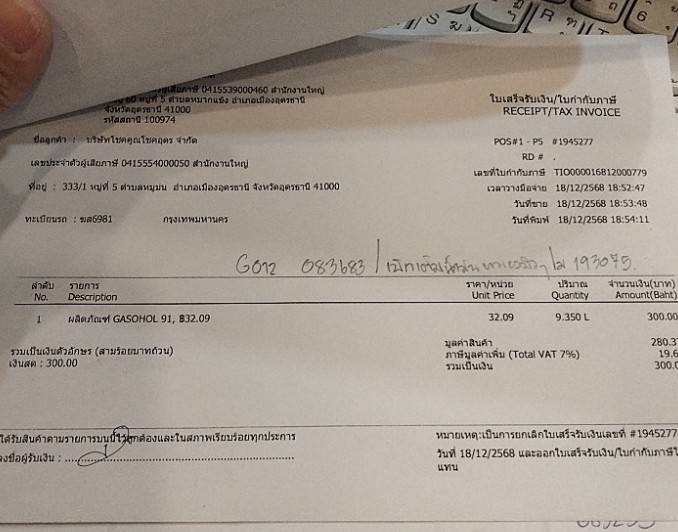 0415539000460 สำนักงานใหญ่
60 หมู่ที่ 5 ตำบลหมากแข้ง อำเภอเมืองอุดรธานี
จังหวัดอุดรธานี 41000
รหัสสถานี 100974
ใบเสร็จรับเงิน/ใบกำกับภาษี
RECEIPT/TAX INVOICE
ชื่อลูกค้า : บริษัทโชคคูณโชคอุดร จำกัด
เลขประจำตัวผู้เสียภาษี 0415554000050 สำนักงานใหญ่
ที่อยู่ : 333/1 หมู่ที่ 5 ตำบลหมูม่น อำเภอเมืองอุดรธานี จังหวัดอุดรธานี 41000
ทะเบียนรถ : ฆส6981 กรุงเทพมหานคร
POS#1 - P5 #1945277
RD # .
เลขที่ใบกำกับภาษี TIO000016812000779
เวลาวางมือจ่าย 18/12/2568 18:52:47
วันที่ขาย 18/12/2568 18:53:48
วันที่พิมพ์ 18/12/2568 18:54:11
G012 083683 / 193075.
ลำดับ รายการ ราคา/หน่วย ปริมาณ จำนวนเงิน(บาท)
No. Description Unit Price Quantity Amount(Baht)
1 ผลิตภัณฑ์ GASOHOL 91, ฿32.09 32.09 9.350 L 300.00
รวมเป็นเงินตัวอักษร (สามร้อยบาทถ้วน)
เงินสด : 300.00
มูลค่าสินค้า 280.3
ภาษีมูลค่าเพิ่ม (Total VAT 7%) 19.6
รวมเป็นเงิน 300.0
ได้รับสินค้าตามรายการบนนี้ไว้ถูกต้องและในสภาพเรียบร้อยทุกประการ
ลงชื่อผู้รับเงิน :
หมายเหตุ:เป็นการยกเลิกใบเสร็จรับเงินเลขที่ #1945277
วันที่ 18/12/2568 และออกใบเสร็จรับเงิน/ใบกำกับภาษีใ
แทน